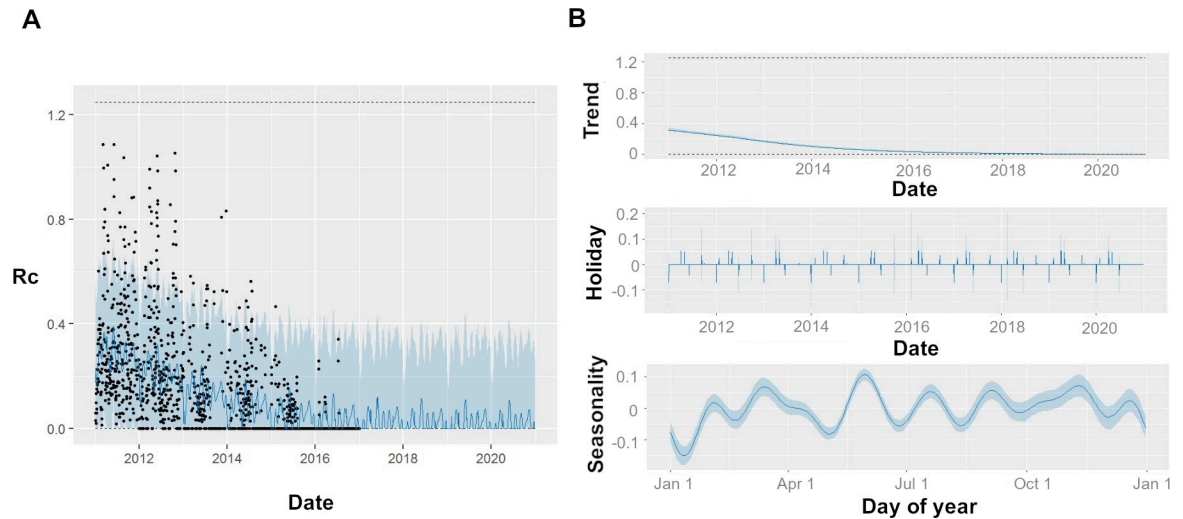 A
Rc
1.2
0.8
0.4
0.0
2012 2014 2016 2018 2020
Date
B
Trend
1.2
0.8
0.4
0
2012 2014 2016 2018 2020
Date
Holiday
0.2
0.1
0
-0.1
2012 2014 2016 2018 2020
Date
Seasonality
0.1
0
-0.1
Jan 1 Apr 1 Jul 1 Oct 1 Jan 1
Day of year